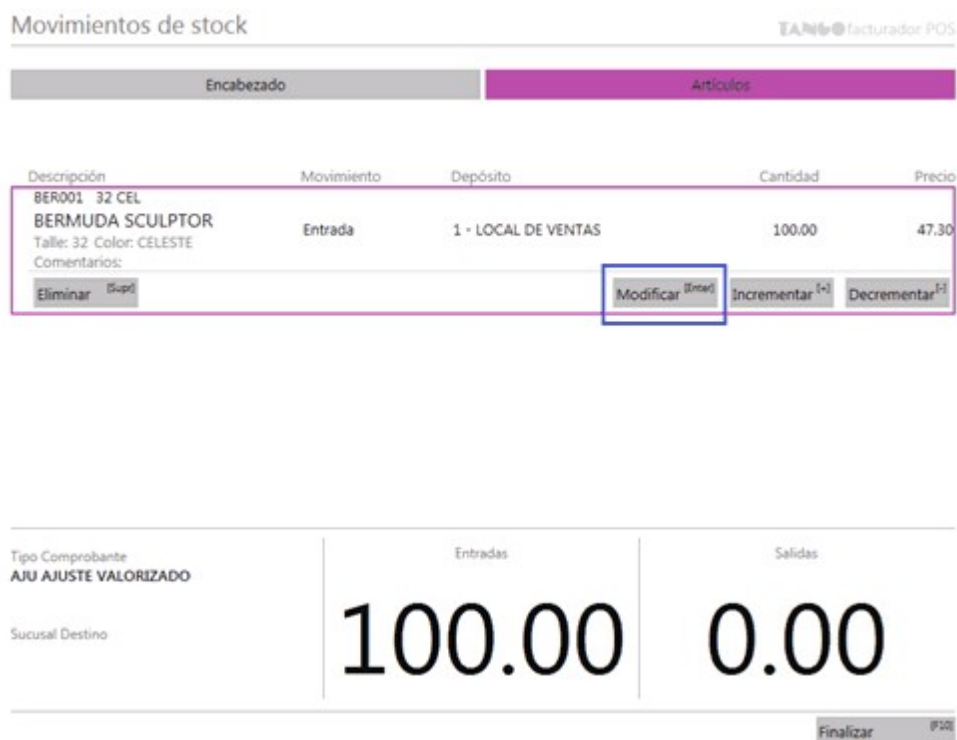 Movimientos de stock
TANGO facturador POS
Encabezado Artículos
Descripción Movimiento Depósito Cantidad Precio
BER001 32 CEL
BERMUDA SCULPTOR
Entrada 1 - LOCAL DE VENTAS 100.00 47.30
Talle: 32 Color: CELESTE
Comentarios:
Eliminar [Supr] Modificar [Enter] Incrementar [+] Decrementar [-]
Tipo Comprobante Entradas Salidas
AJU AJUSTE VALORIZADO
Sucusal Destino
100.00 0.00
Finalizar [F10]